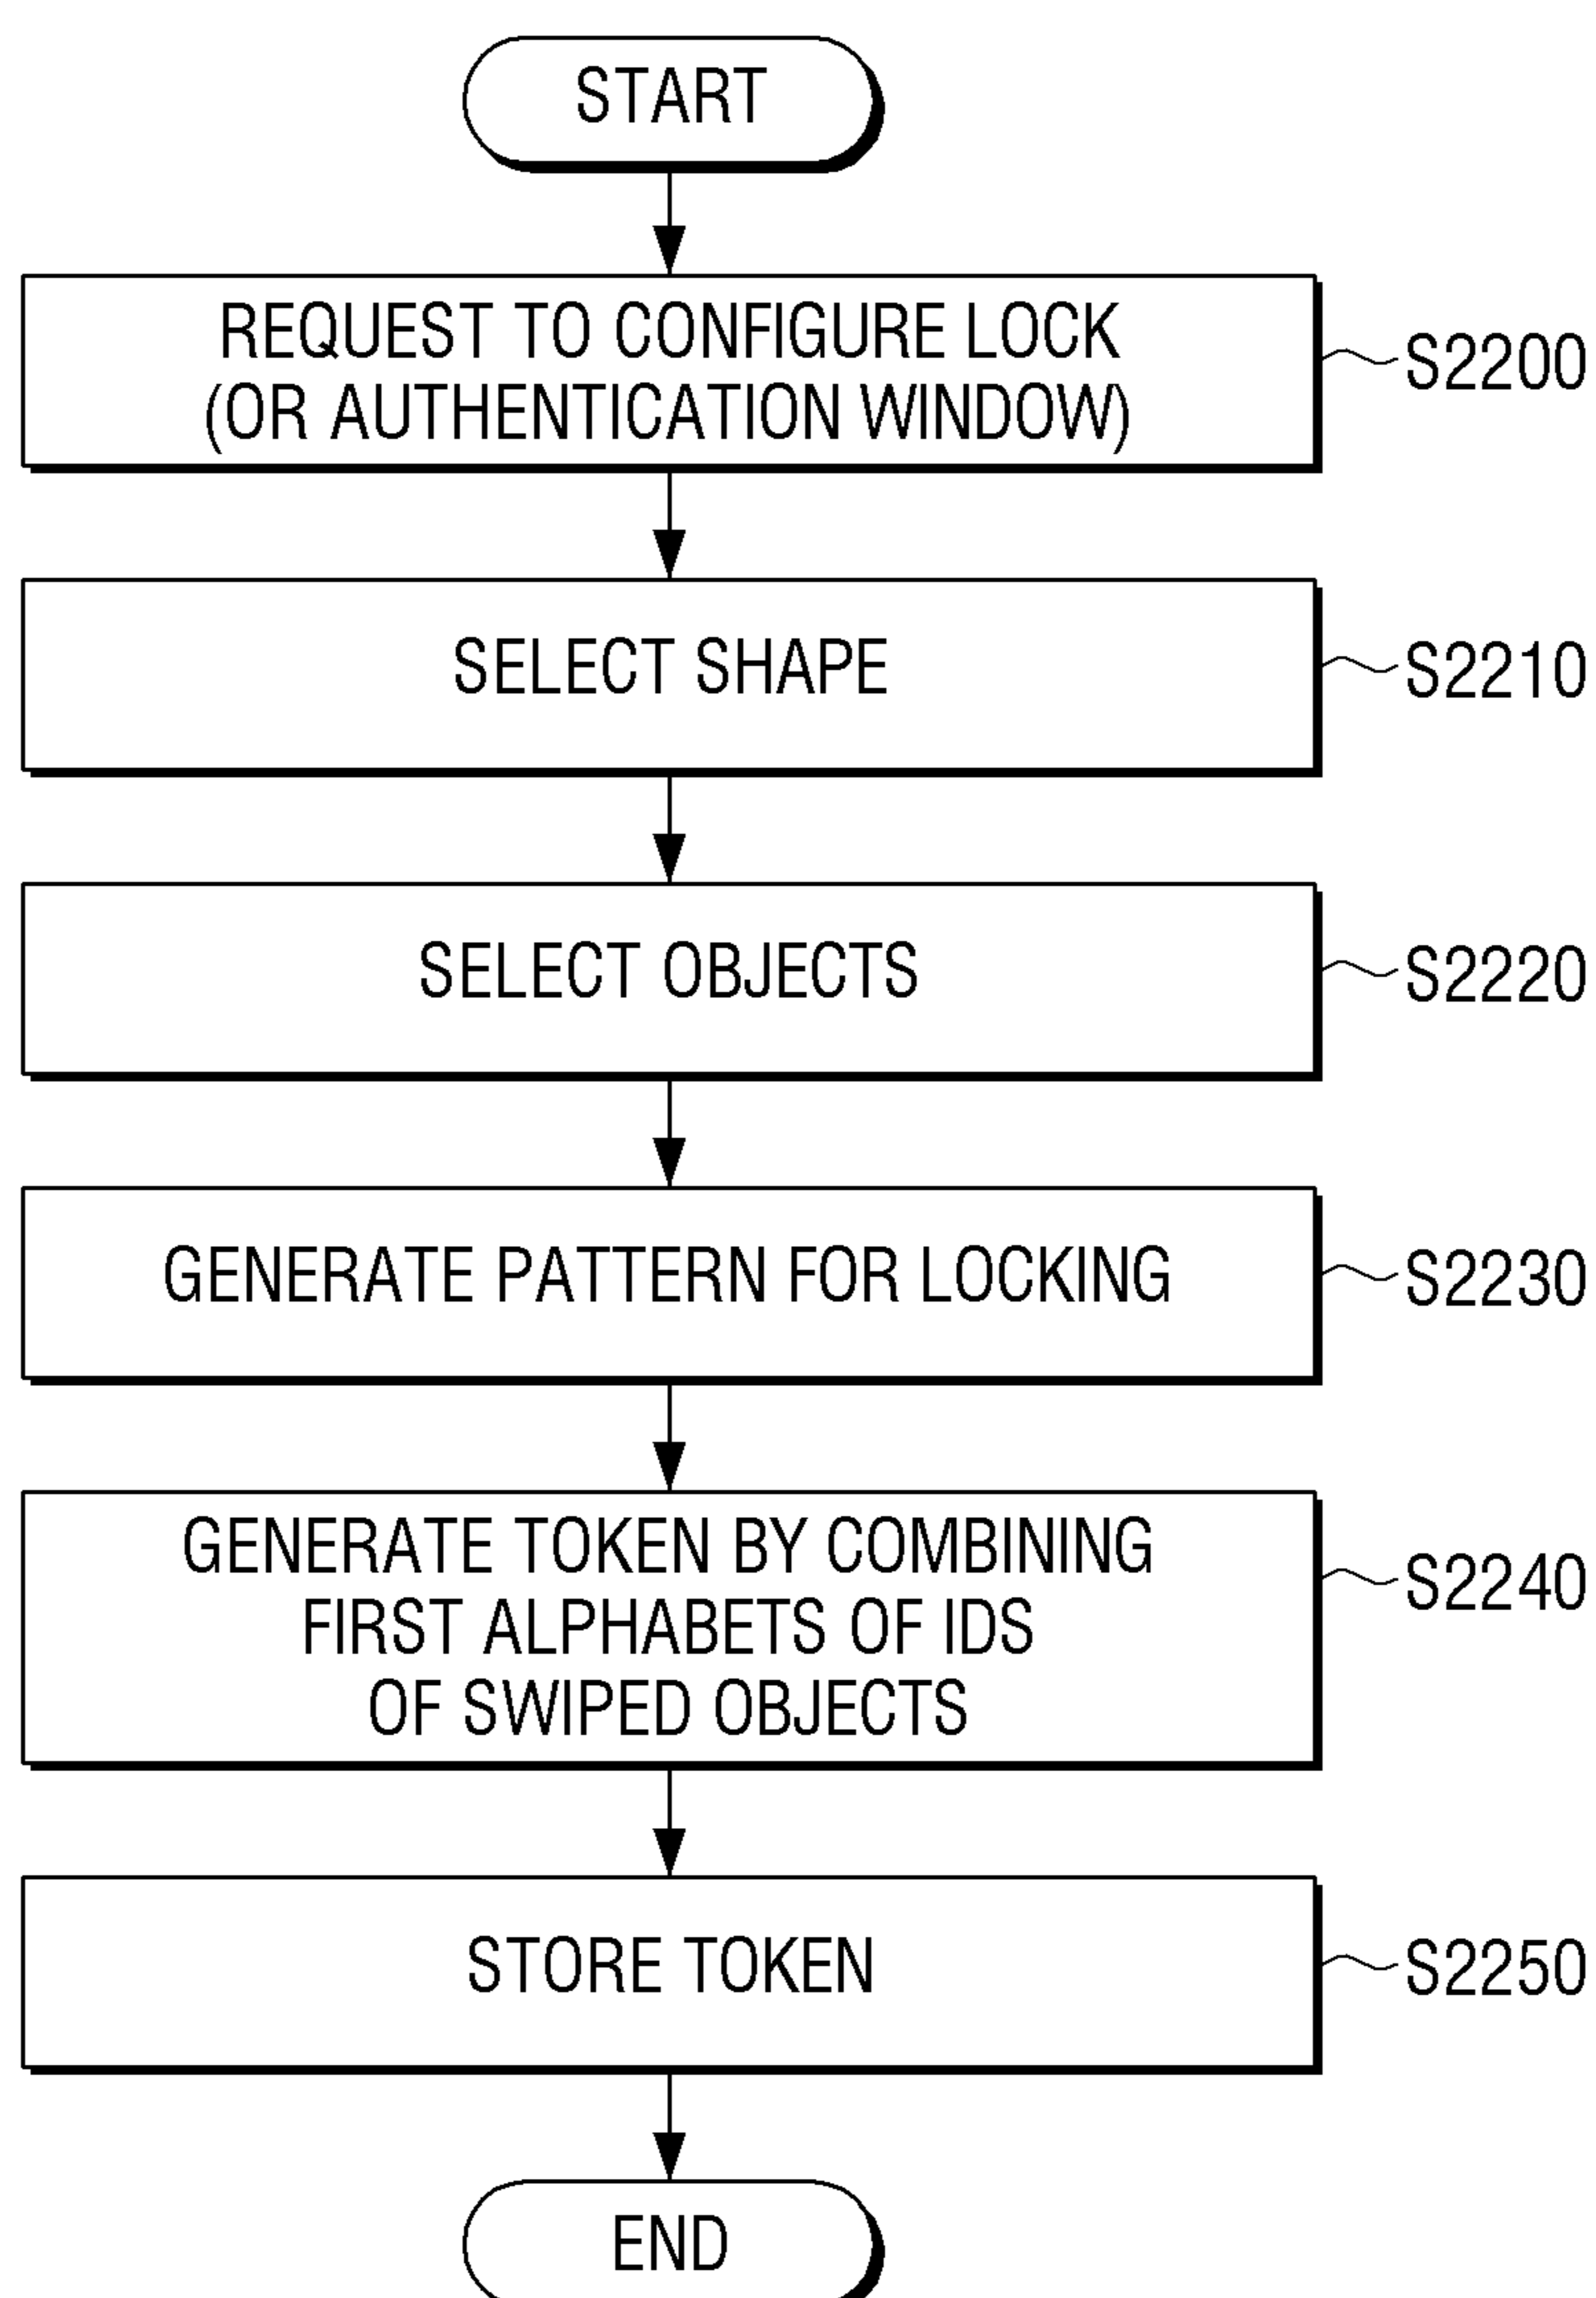 START
REQUEST TO CONFIGURE LOCK
(OR AUTHENTICATION WINDOW)
S2200
SELECT SHAPE
S2210
SELECT OBJECTS
S2220
GENERATE PATTERN FOR LOCKING
S2230
GENERATE TOKEN BY COMBINING
FIRST ALPHABETS OF IDS
OF SWIPED OBJECTS
S2240
STORE TOKEN
S2250
END